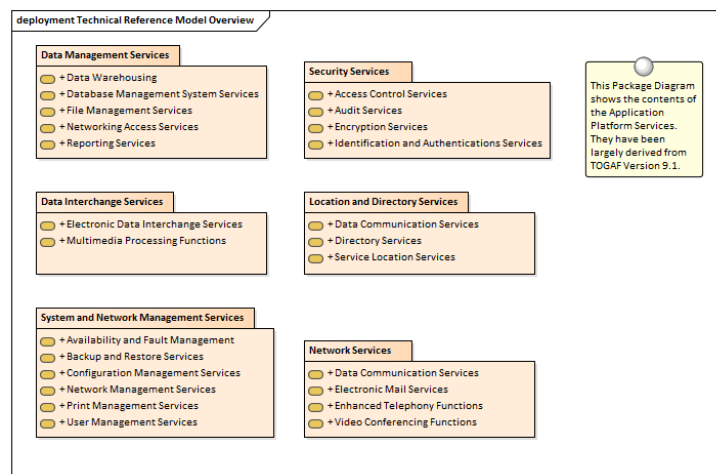 deployment Technical Reference Model Overview
Data Management Services
+ Data Warehousing
+ Database Management System Services
+ File Management Services
+ Networking Access Services
+ Reporting Services
Security Services
+ Access Control Services
+ Audit Services
+ Encryption Services
+ Identification and Authentications Services
This Package Diagram
shows the contents of
the Application
Platform Services.
They have been
largely derived from
TOGAF Version 9.1.
Data Interchange Services
+ Electronic Data Interchange Services
+ Multimedia Processing Functions
Location and Directory Services
+ Data Communication Services
+ Directory Services
+ Service Location Services
System and Network Management Services
+ Availability and Fault Management
+ Backup and Restore Services
+ Configuration Management Services
+ Network Management Services
+ Print Management Services
+ User Management Services
Network Services
+ Data Communication Services
+ Electronic Mail Services
+ Enhanced Telephony Functions
+ Video Conferencing Functions